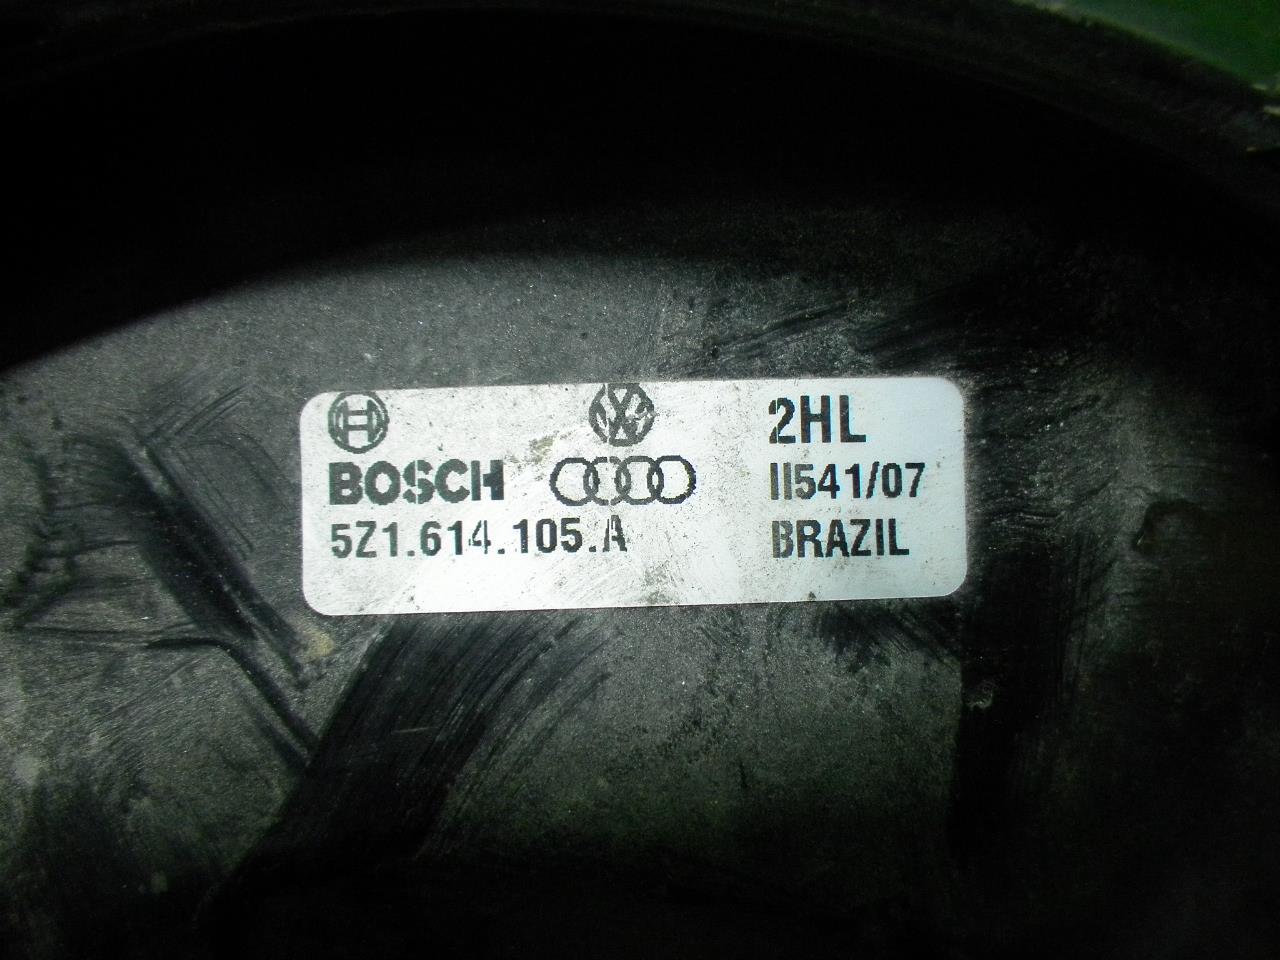 2HL
BOSCH II541/07
5Z1.614.105.A BRAZIL